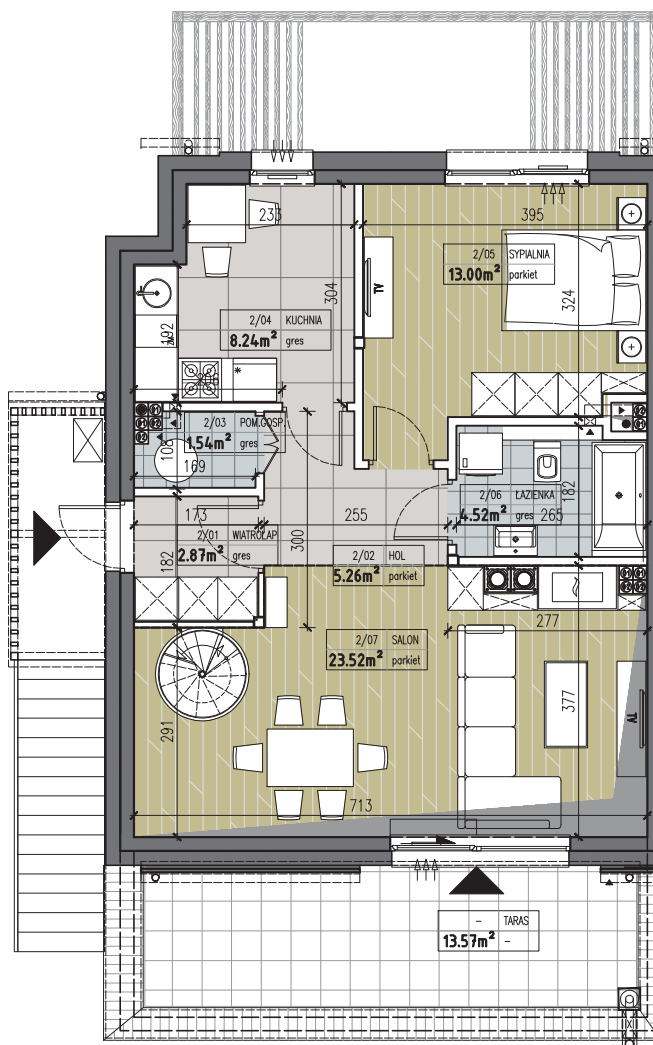 233
395
2/05 SYPIALNIA
13.00m² parkiet
TV
324
304
192
2/04 KUCHNIA
8.24m² gres
*
2/03 POM.GOSP.
1.54m² gres
108
169
2/06 ŁAZIENKA
4.52m² gres
182
265
173
255
2/01 WIATROŁAP
2.87m² gres
182
300
2/02 HOL
5.26m² parkiet
277
2/07 SALON
23.52m² parkiet
377
TV
291
713
- TARAS
13.57m² -